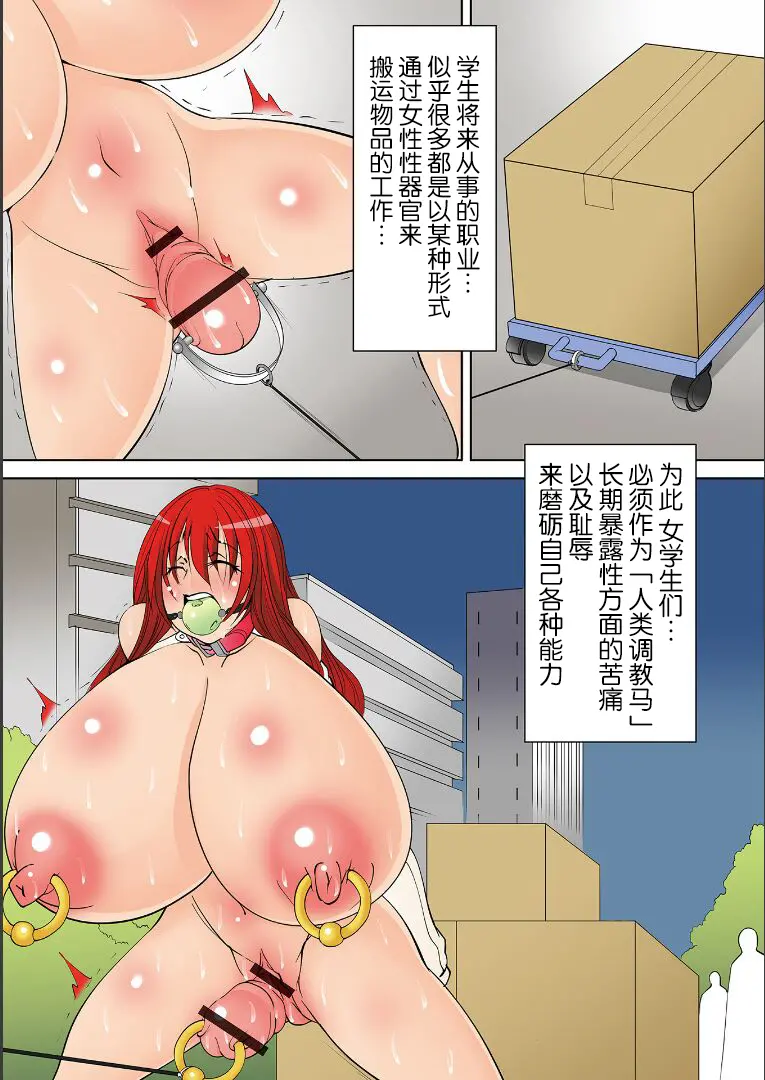 学生将来从事的职业…
似乎很多都是以某种形式
通过女性性器官来
搬运物品的工作…
为此 女学生们…
必须作为「人类调教马」
长期暴露性方面的苦痛
以及耻辱
来磨砺自己各种能力